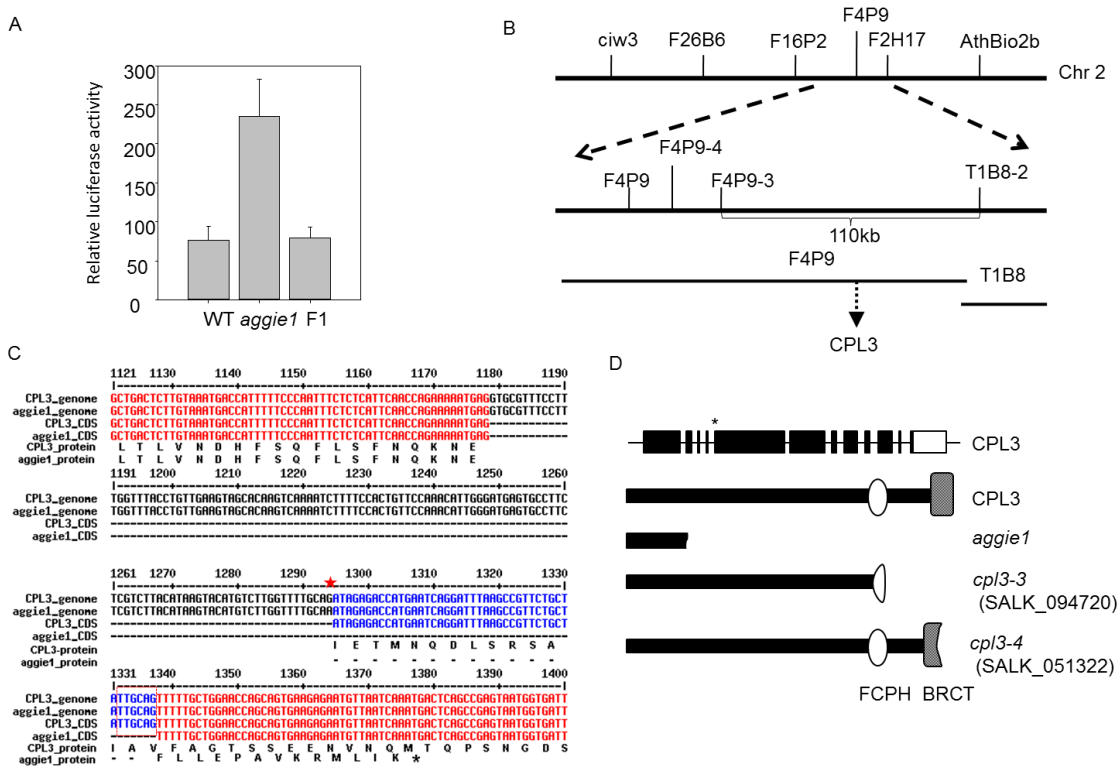 A
300
250
200
150
100
50
0
Relative luciferase activity
WT aggie1 F1
B
ciw3 F26B6 F16P2 F4P9 F2H17 AthBio2b
Chr 2
F4P9 F4P9-4 F4P9-3 T1B8-2
110kb
F4P9
T1B8
CPL3
C
1121 1130 1140 1150 1160 1170 1180 1190
CPL3_genome GCTGACTCTTGTAAATGACCATTTTTCCCAATTTCTCTCATTCAACCAGAAAAATGAGGTGCGTTTCCTT
aggie1_genome GCTGACTCTTGTAAATGACCATTTTTCCCAATTTCTCTCATTCAACCAGAAAAATGAGGTGCGTTTCCTT
CPL3_CDS GCTGACTCTTGTAAATGACCATTTTTCCCAATTTCTCTCATTCAACCAGAAAAATGAG------------
aggie1_CDS GCTGACTCTTGTAAATGACCATTTTTCCCAATTTCTCTCATTCAACCAGAAAAATGAG------------
CPL3_protein L T L V N D H F S Q F L S F N Q K N E
aggie1_protein L T L V N D H F S Q F L S F N Q K N E
1191 1200 1210 1220 1230 1240 1250 1260
CPL3_genome TGGTTTACCTGTTGAAGTAGCACAAGTCAAAATCTTTTCCACTGTTCCAAACATTGGGATGAGTGCCTTC
aggie1_genome TGGTTTACCTGTTGAAGTAGCACAAGTCAAAATCTTTTCCACTGTTCCAAACATTGGGATGAGTGCCTTC
CPL3_CDS ----------------------------------------------------------------------
aggie1_CDS ----------------------------------------------------------------------
1261 1270 1280 1290 1300 1310 1320 1330
CPL3_genome TCGTCTTACATAAGTACATGTCTTGGTTTTGCAGATAGAGACCATGAATCAGGATTTAAGCCGTTCTGCT
aggie1_genome TCGTCTTACATAAGTACATGTCTTGGTTTTGCAAATAGAGACCATGAATCAGGATTTAAGCCGTTCTGCT
CPL3_CDS ----------------------------------ATAGAGACCATGAATCAGGATTTAAGCCGTTCTGCT
aggie1_CDS ----------------------------------------------------------------------
CPL3-protein I E T M N Q D L S R S A
aggie1_protein - - - - - - - - - - - -
1331 1340 1350 1360 1370 1380 1390 1400
CPL3_genome ATTGCAGTTTTTGCTGGAACCAGCAGTGAAGAGAATGTTAATCAAATGACTCAGCCGAGTAATGGTGATT
aggie1_genome ATTGCAGTTTTTGCTGGAACCAGCAGTGAAGAGAATGTTAATCAAATGACTCAGCCGAGTAATGGTGATT
CPL3_CDS ATTGCAGTTTTTGCTGGAACCAGCAGTGAAGAGAATGTTAATCAAATGACTCAGCCGAGTAATGGTGATT
aggie1_CDS -------TTTTTGCTGGAACCAGCAGTGAAGAGAATGTTAATCAAATGACTCAGCCGAGTAATGGTGATT
CPL3_protein I A V F A G T S S E E N V N Q M T Q P S N G D S
aggie1_protein - - F L L E P A V K R M L I K *
D
*
CPL3
CPL3
aggie1
cpl3-3
(SALK_094720)
cpl3-4
(SALK_051322)
FCPH BRCT